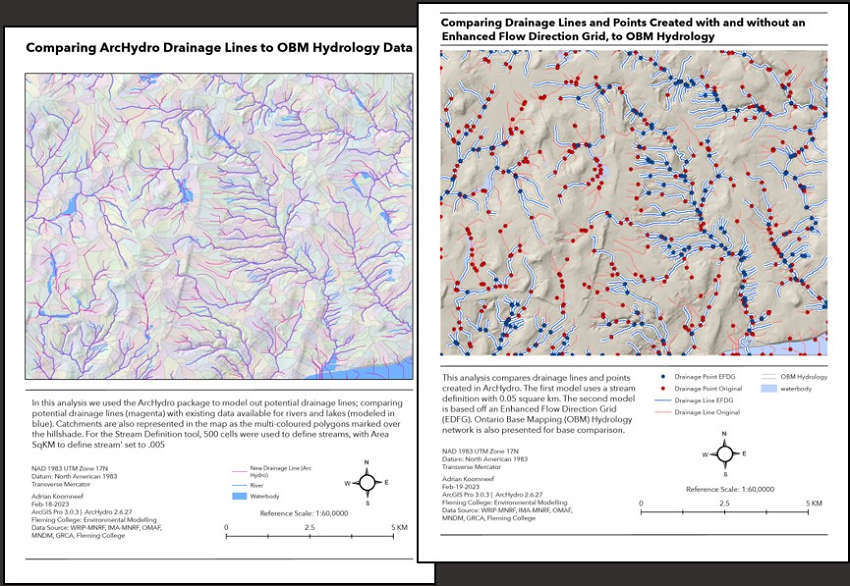 Comparing ArcHydro Drainage Lines to OBM Hydrology Data
In this analysis we used the ArcHydro package to model out potential drainage lines; comparing
potential drainage lines (magenta) with existing data available for rivers and lakes (modeled in
blue). Catchments are also represented in the map as the multi-coloured polygons marked over
the hillshade. For the Stream Definition tool, 500 cells were used to define streams, with Area
SqKM to define stream' set to .005
NAD 1983 UTM Zone 17N
Datum: North American 1983
Transverse Mercator
Adrian Koornneef
Feb-18-2023
ArcGIS Pro 3.0.3 | ArcHydro 2.6.27
Fleming College: Environmental Modelling
Data Source: WRIP-MNRF, IMA-MNRF, OMAF,
MNDM, GRCA, Fleming College
New Drainage Line (Arc
Hydro)
River
Waterbody
N
W
E
S
Reference Scale: 1:60,0000
0 2.5 5 KM
Comparing Drainage Lines and Points Created with and without an
Enhanced Flow Direction Grid, to OBM Hydrology
This analysis compares drainage lines and points
created in ArcHydro. The first model uses a stream
definition with 0.05 square km. The second model
is based off an Enhanced Flow Direction Grid
(EDFG). Ontario Base Mapping (OBM) Hydrology
network is also presented for base comparison.
NAD 1983 UTM Zone 17N
Datum: North American 1983
Transverse Mercator
Adrian Koornneef
Feb-19-2023
ArcGIS Pro 3.0.3 | ArcHydro 2.6.27
Fleming College: Environmental Modelling
Data Source: WRIP-MNRF, IMA-MNRF, OMAF,
MNDM, GRCA, Fleming College
Drainage Point EFDG
Drainage Point Original
Drainage Line EFDG
Drainage Line Original
OBM Hydrology
waterbody
N
W
E
S
Reference Scale: 1:60,0000
0 2.5 5 KM